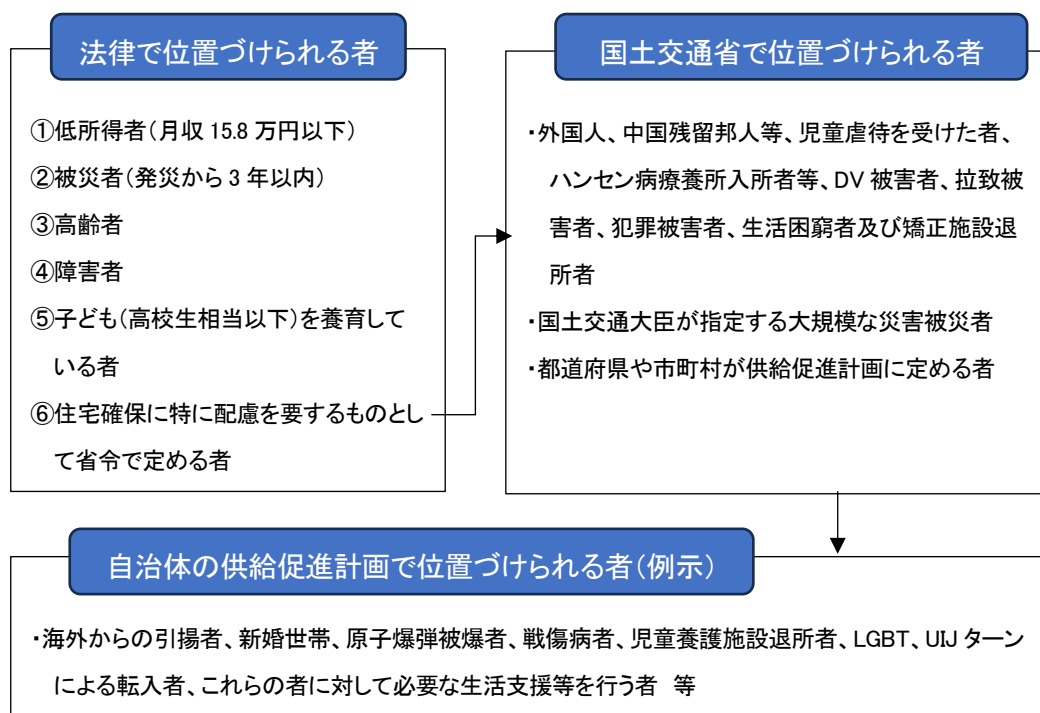 法律で位置づけられる者
①低所得者(月収 15.8 万円以下)
②被災者(発災から 3 年以内)
③高齢者
④障害者
⑤子ども(高校生相当以下)を養育して
いる者
⑥住宅確保に特に配慮を要するものとし
て省令で定める者
国土交通省で位置づけられる者
・外国人、中国残留邦人等、児童虐待を受けた者、
ハンセン病療養所入所者等、DV 被害者、拉致被
害者、犯罪被害者、生活困窮者及び矯正施設退
所者
・国土交通大臣が指定する大規模な災害被災者
・都道府県や市町村が供給促進計画に定める者
自治体の供給促進計画で位置づけられる者(例示)
・海外からの引揚者、新婚世帯、原子爆弾被爆者、戦傷病者、児童養護施設退所者、LGBT、UIJ ターン
による転入者、これらの者に対して必要な生活支援等を行う者 等